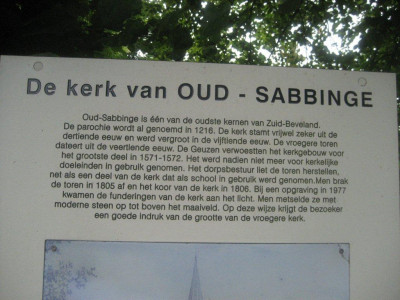 De kerk van OUD - SABBINGE
Oud-Sabbinge is één van de oudste kernen van Zuid-Beveland.
De parochie wordt al genoemd in 1216. De kerk stamt vrijwel zeker uit de
dertiende eeuw en werd vergroot in de vijftiende eeuw. De vroegere toren
dateert uit de veertiende eeuw. De Geuzen verwoestten het kerkgebouw voor
het grootste deel in 1571-1572. Het werd nadien niet meer voor kerkelijke
doeleinden in gebruik genomen. Het dorpsbestuur liet de toren herstellen,
net als een deel van de kerk dat als school in gebruik werd genomen.Men brak
de toren in 1805 af en het koor van de kerk in 1806. Bij een opgraving in 1977
kwamen de funderingen van de kerk aan het licht. Men metselde ze met
moderne steen op tot boven het maaiveld. Op deze wijze krijgt de bezoeker
een goede indruk van de grootte van de vroegere kerk.